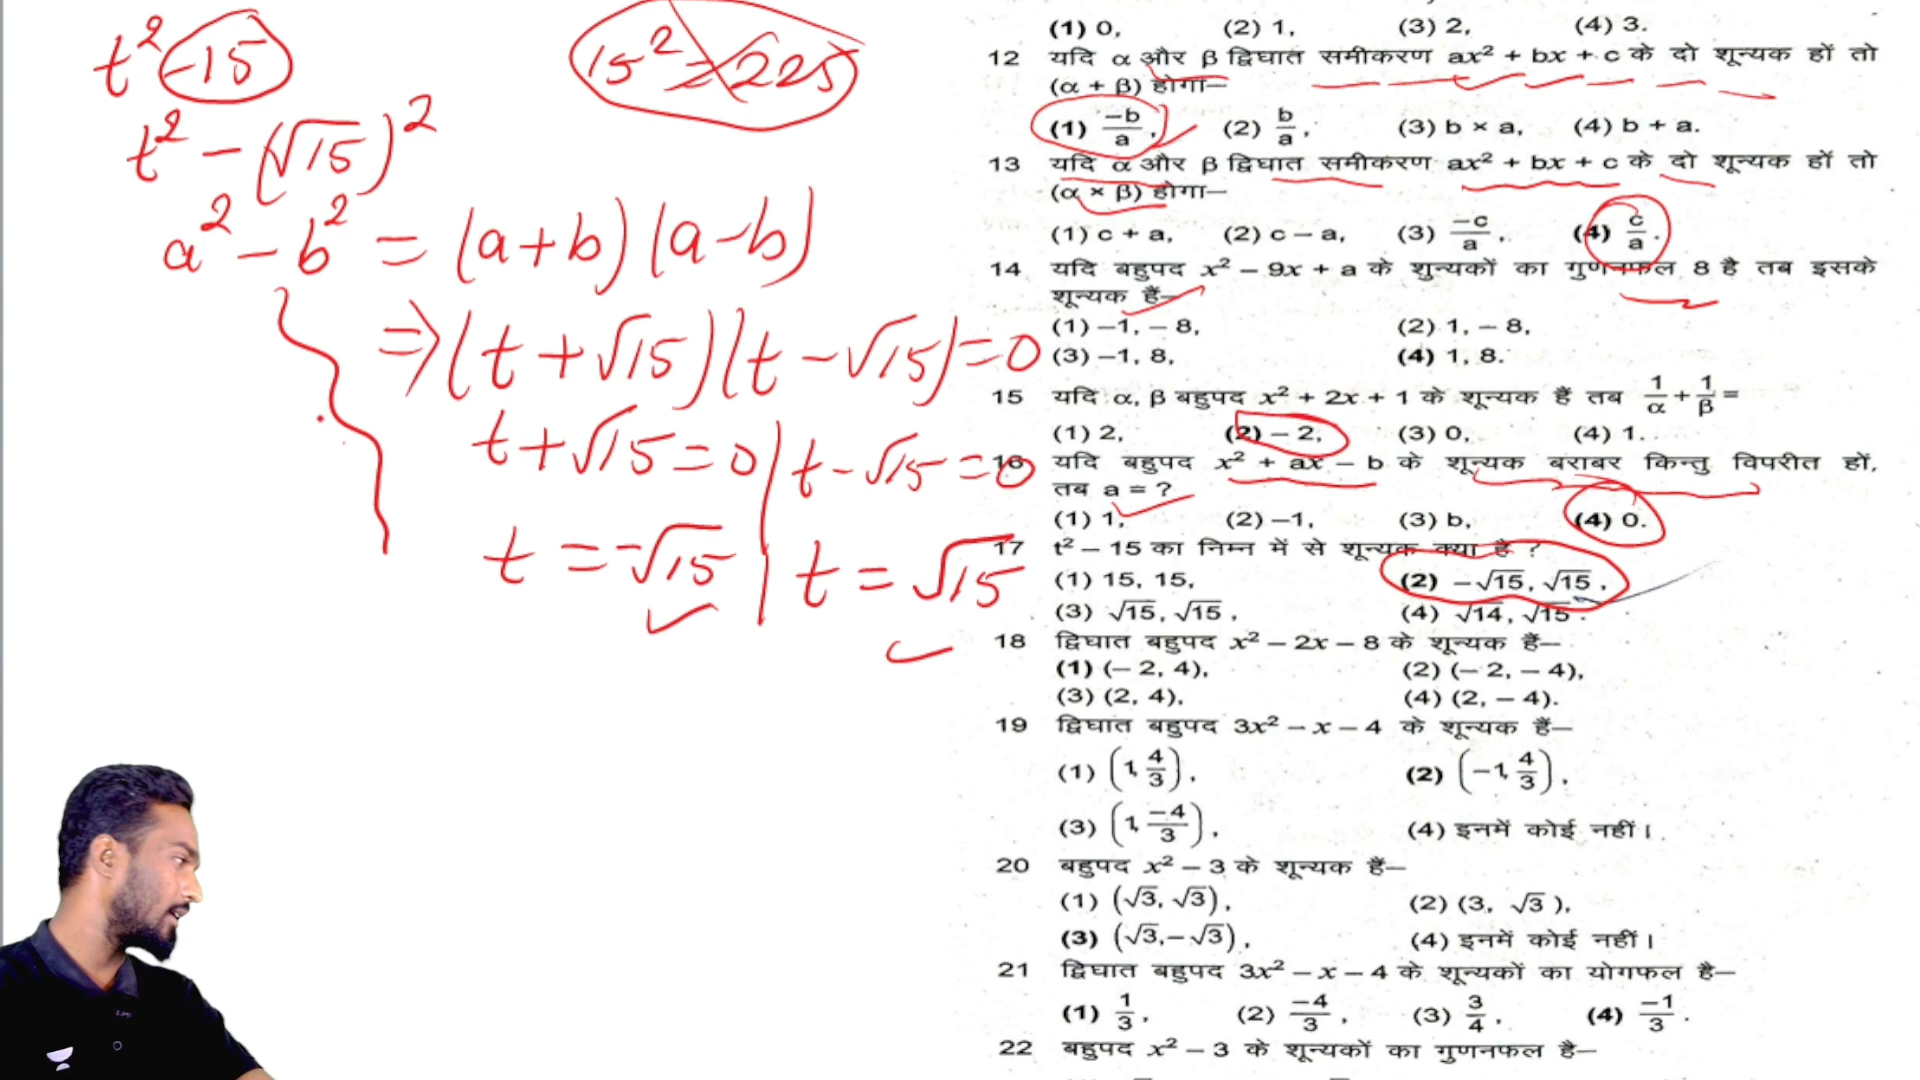 t² -15
15² = 225
t² - (√15)²
a² - b² = (a+b)(a-b)
⇒ (t + √15)(t - √15) = 0
t + √15 = 0 | t - √15 = 0
t = -√15 | t = √15
(1) 0, (2) 1, (3) 2, (4) 3.
12 यदि α और β द्विघात समीकरण ax² + bx + c के दो शून्यक हों तो
(α + β) होगा—
(1) -b/a, (2) b/a, (3) b × a, (4) b + a.
13 यदि α और β द्विघात समीकरण ax² + bx + c के दो शून्यक हों तो
(α × β) होगा—
(1) c + a, (2) c – a, (3) -c/a, (4) c/a.
14 यदि बहुपद x² – 9x + a के शुन्यकों का गुणनफल 8 है तब इसके
शून्यक हैं—
(1) –1, – 8, (2) 1, – 8,
(3) –1, 8, (4) 1, 8.
15 यदि α, β बहुपद x² + 2x + 1 के शून्यक हैं तब 1/α + 1/β =
(1) 2, (2) – 2, (3) 0, (4) 1.
16 यदि बहुपद x² + ax – b के शून्यक बराबर किन्तु विपरीत हों,
तब a = ?
(1) 1, (2) –1, (3) b, (4) 0.
17 t² – 15 का निम्न में से शून्यक क्या है ?
(1) 15, 15, (2) –√15, √15 ,
(3) √15, √15 , (4) √14, √15 .
18 द्विघात बहुपद x² – 2x – 8 के शून्यक हैं—
(1) (– 2, 4), (2) (– 2, – 4),
(3) (2, 4), (4) (2, – 4).
19 द्विघात बहुपद 3x² – x – 4 के शून्यक हैं—
(1) (1, 4/3), (2) (–1, 4/3),
(3) (1, -4/3), (4) इनमें कोई नहीं।
20 बहुपद x² – 3 के शून्यक हैं—
(1) (√3, √3), (2) (3, √3 ),
(3) (√3, –√3), (4) इनमें कोई नहीं।
21 द्विघात बहुपद 3x² – x – 4 के शून्यकों का योगफल है—
(1) 1/3, (2) -4/3, (3) 3/4, (4) -1/3.
22 बहुपद x² – 3 के शून्यकों का गुणनफल है—